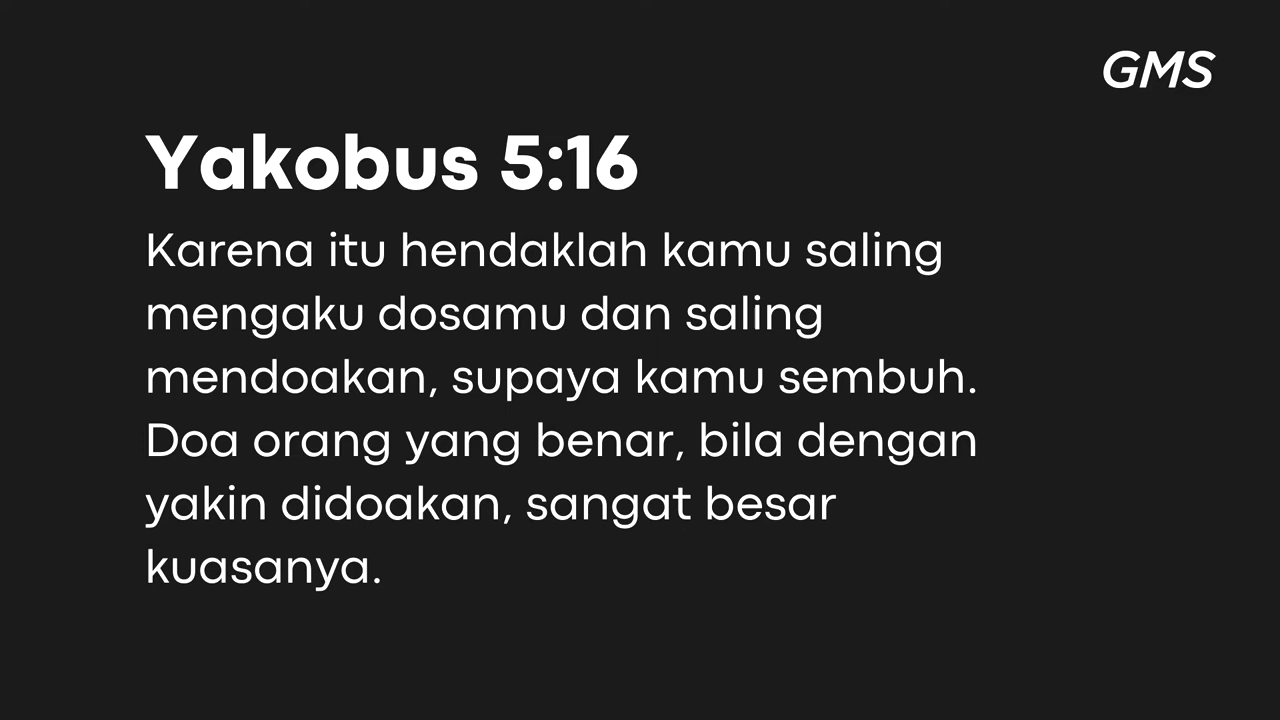 GMS
Yakobus 5:16
Karena itu hendaklah kamu saling
mengaku dosamu dan saling
mendoakan, supaya kamu sembuh.
Doa orang yang benar, bila dengan
yakin didoakan, sangat besar
kuasanya.